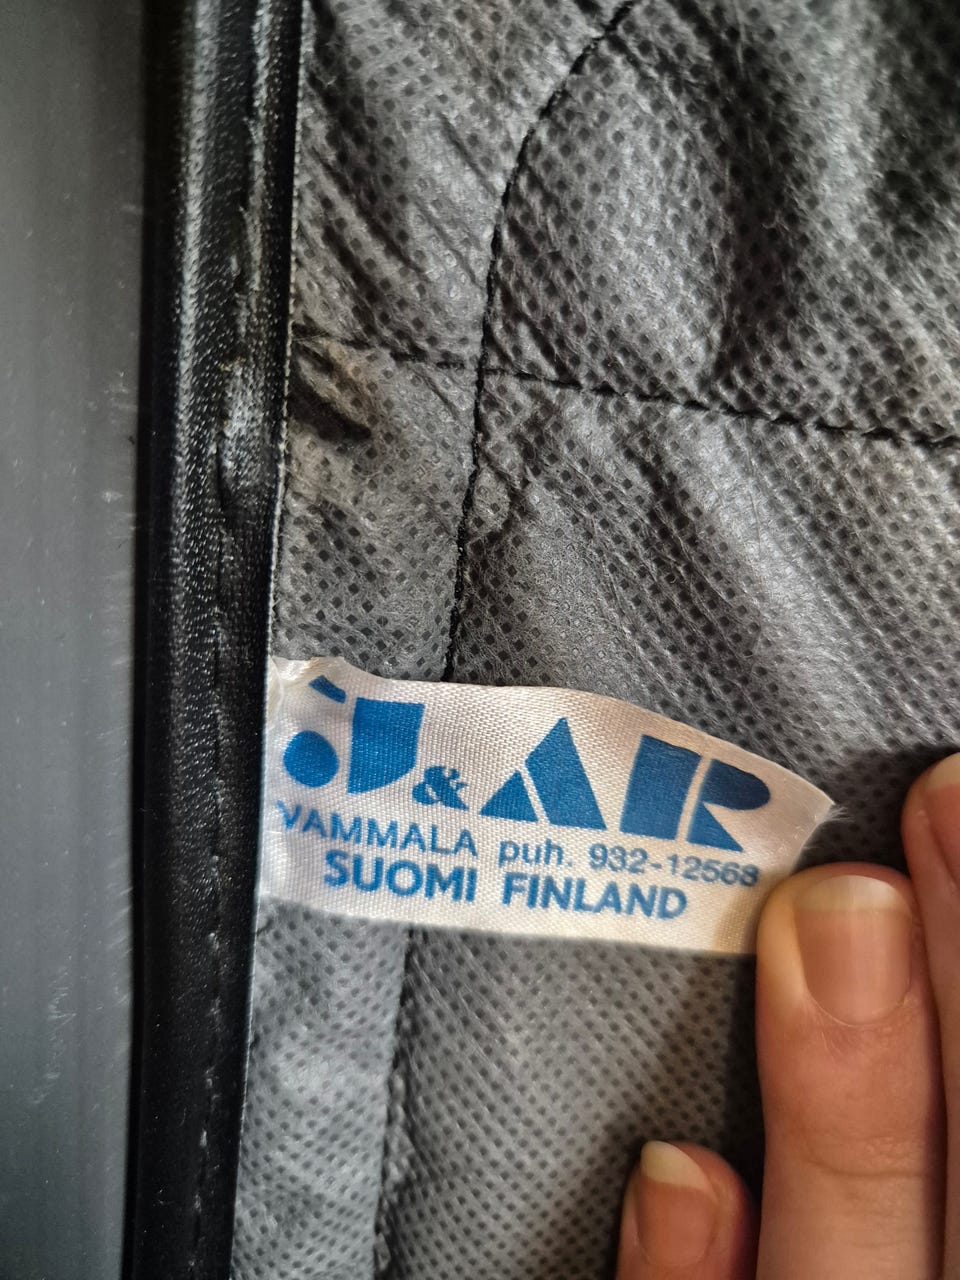 J&AR
VAMMALA puh. 932-12568
SUOMI FINLAND